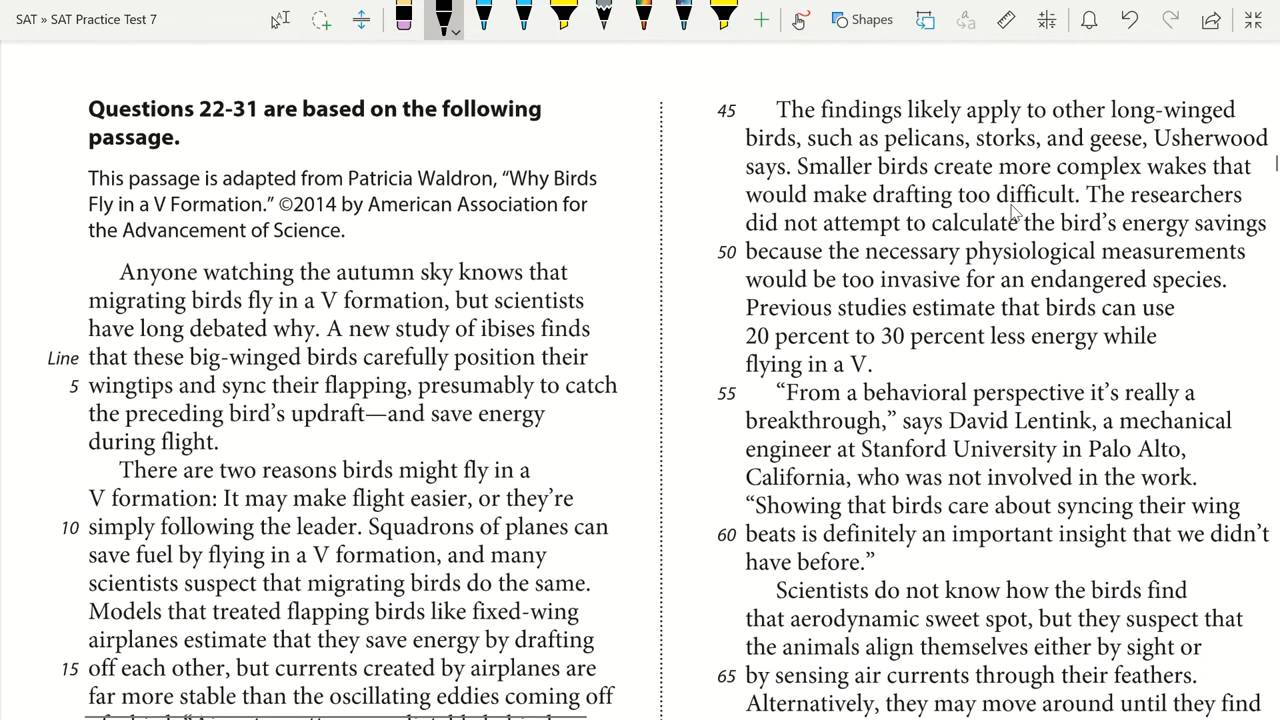 SAT » SAT Practice Test 7
Shapes
Questions 22-31 are based on the following
passage.
This passage is adapted from Patricia Waldron, “Why Birds
Fly in a V Formation.” ©2014 by American Association for
the Advancement of Science.
Anyone watching the autumn sky knows that
migrating birds fly in a V formation, but scientists
have long debated why. A new study of ibises finds
Line that these big-winged birds carefully position their
5 wingtips and sync their flapping, presumably to catch
the preceding bird’s updraft—and save energy
during flight.
There are two reasons birds might fly in a
V formation: It may make flight easier, or they’re
10 simply following the leader. Squadrons of planes can
save fuel by flying in a V formation, and many
scientists suspect that migrating birds do the same.
Models that treated flapping birds like fixed-wing
airplanes estimate that they save energy by drafting
15 off each other, but currents created by airplanes are
far more stable than the oscillating eddies coming off
45 The findings likely apply to other long-winged
birds, such as pelicans, storks, and geese, Usherwood
says. Smaller birds create more complex wakes that
would make drafting too difficult. The researchers
did not attempt to calculate the bird’s energy savings
50 because the necessary physiological measurements
would be too invasive for an endangered species.
Previous studies estimate that birds can use
20 percent to 30 percent less energy while
flying in a V.
55 “From a behavioral perspective it’s really a
breakthrough,” says David Lentink, a mechanical
engineer at Stanford University in Palo Alto,
California, who was not involved in the work.
“Showing that birds care about syncing their wing
60 beats is definitely an important insight that we didn’t
have before.”
Scientists do not know how the birds find
that aerodynamic sweet spot, but they suspect that
the animals align themselves either by sight or
65 by sensing air currents through their feathers.
Alternatively, they may move around until they find